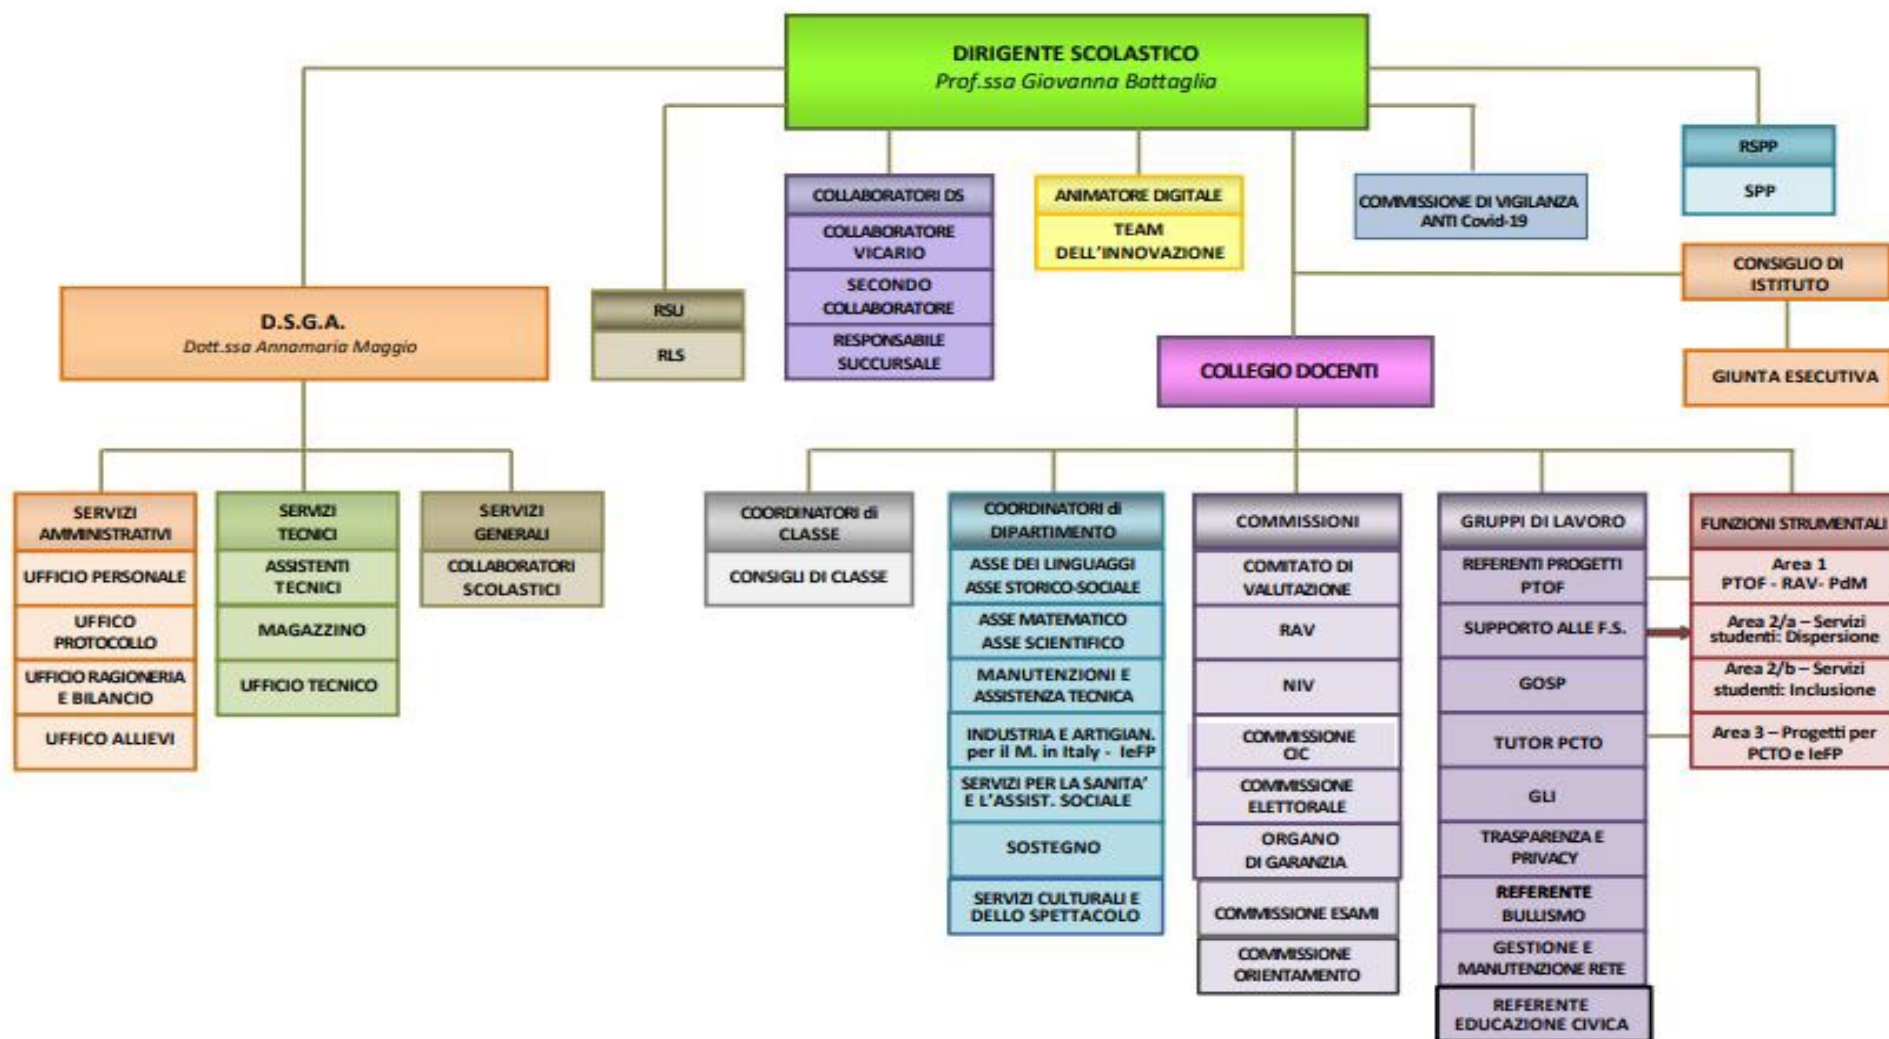 DIRIGENTE SCOLASTICO
Prof.ssa Giovanna Battaglia
RSPP
SPP
COLLABORATORI DS
COLLABORATORE
VICARIO
SECONDO
COLLABORATORE
RESPONSABILE
SUCCURSALE
ANIMATORE DIGITALE
TEAM
DELL'INNOVAZIONE
COMMISSIONE DI VIGILANZA
ANTI Covid-19
CONSIGLIO DI
ISTITUTO
GIUNTA ESECUTIVA
D.S.G.A.
Dott.ssa Annamaria Maggio
RSU
RLS
COLLEGIO DOCENTI
SERVIZI
AMMINISTRATIVI
UFFICIO PERSONALE
UFFICO
PROTOCOLLO
UFFICIO RAGIONERIA
E BILANCIO
UFFICO ALLIEVI
SERVIZI
TECNICI
ASSISTENTI
TECNICI
MAGAZZINO
UFFICIO TECNICO
SERVIZI
GENERALI
COLLABORATORI
SCOLASTICI
COORDINATORI di
CLASSE
CONSIGLI DI CLASSE
COORDINATORI di
DIPARTIMENTO
ASSE DEI LINGUAGGI
ASSE STORICO-SOCIALE
ASSE MATEMATICO
ASSE SCIENTIFICO
MANUTENZIONI E
ASSISTENZA TECNICA
INDUSTRIA E ARTIGIAN.
per il M. in Italy - IeFP
SERVIZI PER LA SANITA'
E L'ASSIST. SOCIALE
SOSTEGNO
SERVIZI CULTURALI E
DELLO SPETTACOLO
COMMISSIONI
COMITATO DI
VALUTAZIONE
RAV
NIV
COMMISSIONE
CIC
COMMISSIONE
ELETTORALE
ORGANO
DI GARANZIA
COMMISSIONE ESAMI
COMMISSIONE
ORIENTAMENTO
GRUPPI DI LAVORO
REFERENTI PROGETTI
PTOF
SUPPORTO ALLE F.S.
GOSP
TUTOR PCTO
GLI
TRASPARENZA E
PRIVACY
REFERENTE
BULLISMO
GESTIONE E
MANUTENZIONE RETE
REFERENTE
EDUCAZIONE CIVICA
FUNZIONI STRUMENTALI
Area 1
PTOF - RAV- PdM
Area 2/a – Servizi
studenti: Dispersione
Area 2/b – Servizi
studenti: Inclusione
Area 3 – Progetti per
PCTO e IeFP